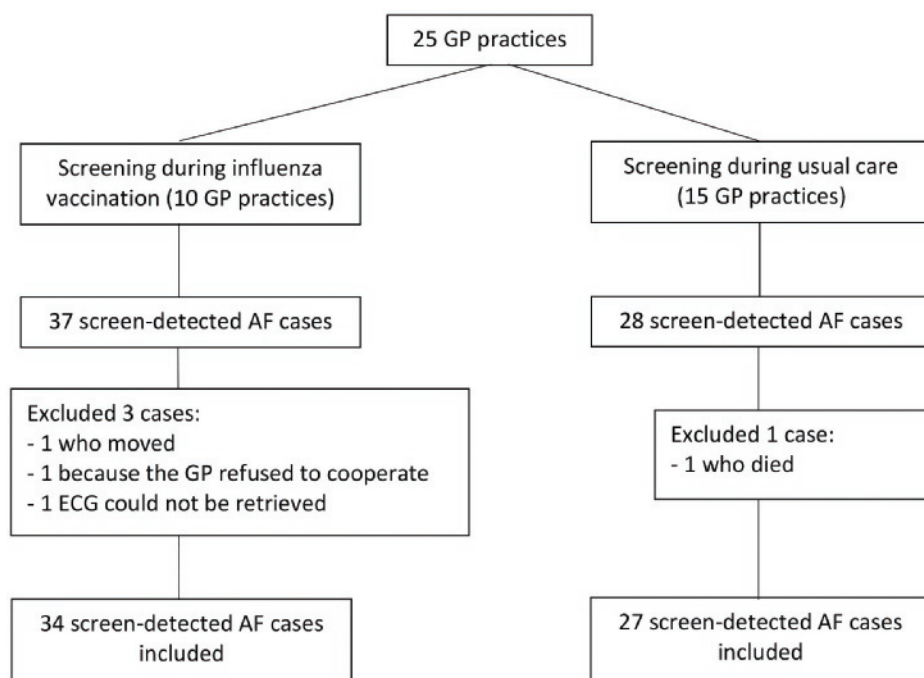 25 GP practices
Screening during influenza
vaccination (10 GP practices)
Screening during usual care
(15 GP practices)
37 screen-detected AF cases
28 screen-detected AF cases
Excluded 3 cases:
- 1 who moved
- 1 because the GP refused to cooperate
- 1 ECG could not be retrieved
Excluded 1 case:
- 1 who died
34 screen-detected AF cases
included
27 screen-detected AF cases
included